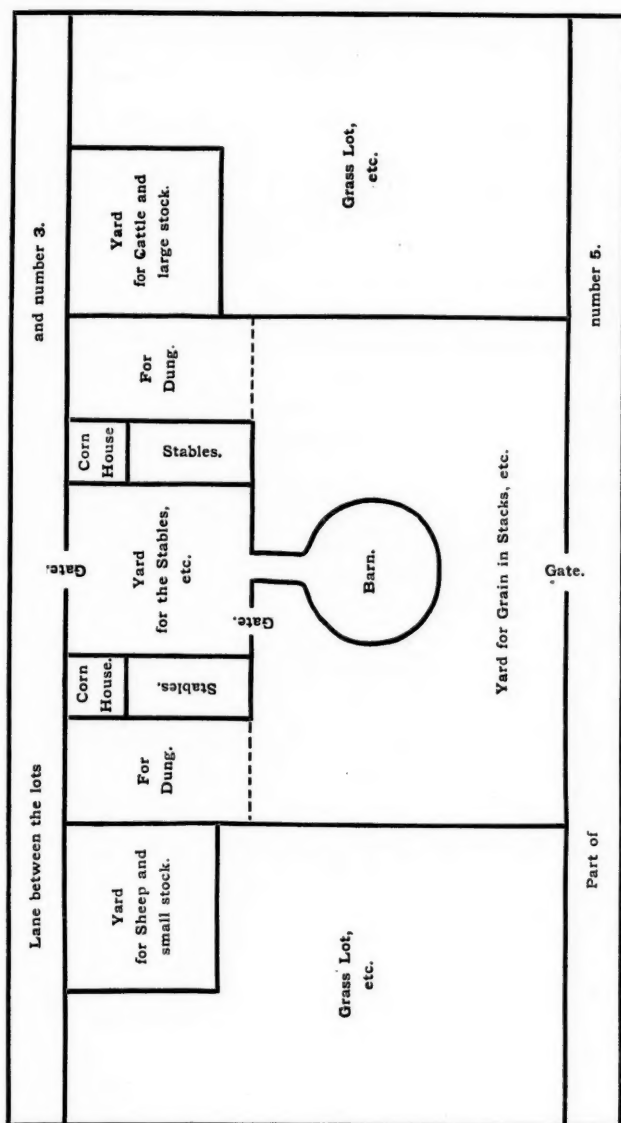 Lane between the lots and number 3.
Yard
for Sheep and
small stock.
For
Dung.
Corn
House.
Stables.
Gate.
Yard
for the Stables,
etc.
Gate.
Corn
House
Stables.
For
Dung.
Yard
for Cattle and
large stock.
Grass Lot,
etc.
Barn.
Grass Lot,
etc.
Yard for Grain in Stacks, etc.
Gate.
Part of number 5.